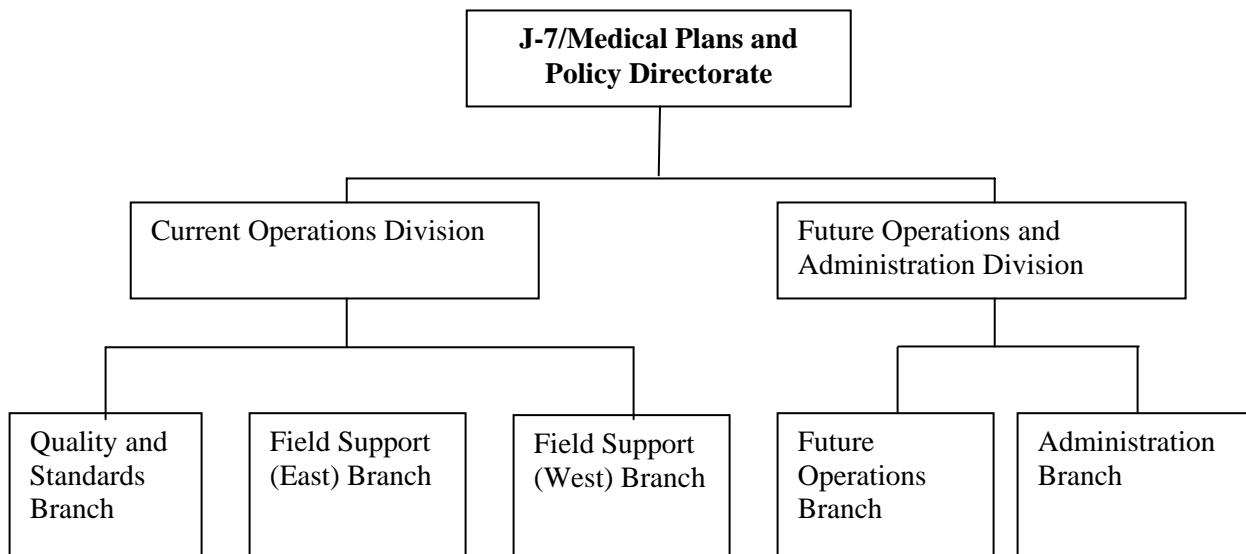 J-7/Medical Plans and
Policy Directorate
Current Operations Division
Future Operations and
Administration Division
Quality and
Standards
Branch
Field Support
(East) Branch
Field Support
(West) Branch
Future
Operations
Branch
Administration
Branch